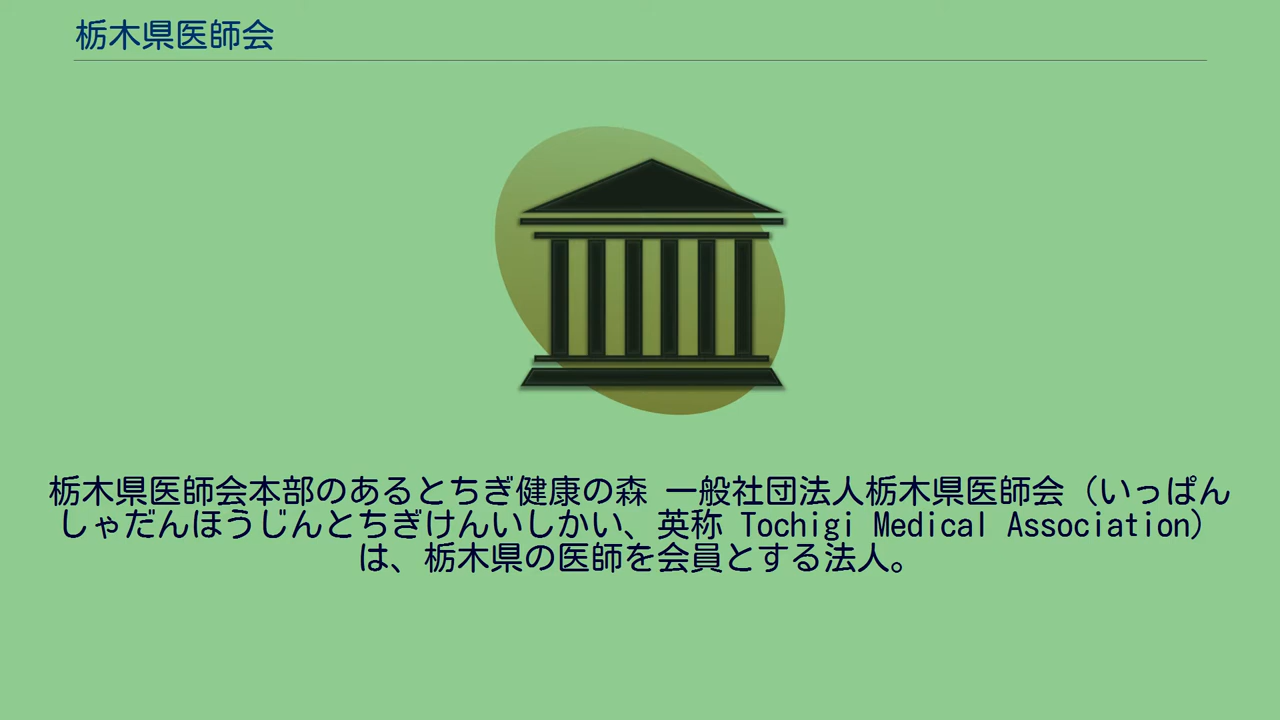 栃木県医師会
栃木県医師会本部のあるとちぎ健康の森 一般社団法人栃木県医師会（いっぱん
しゃだんほうじんとちぎけんいしかい、英称 Tochigi Medical Association）
は、栃木県の医師を会員とする法人。